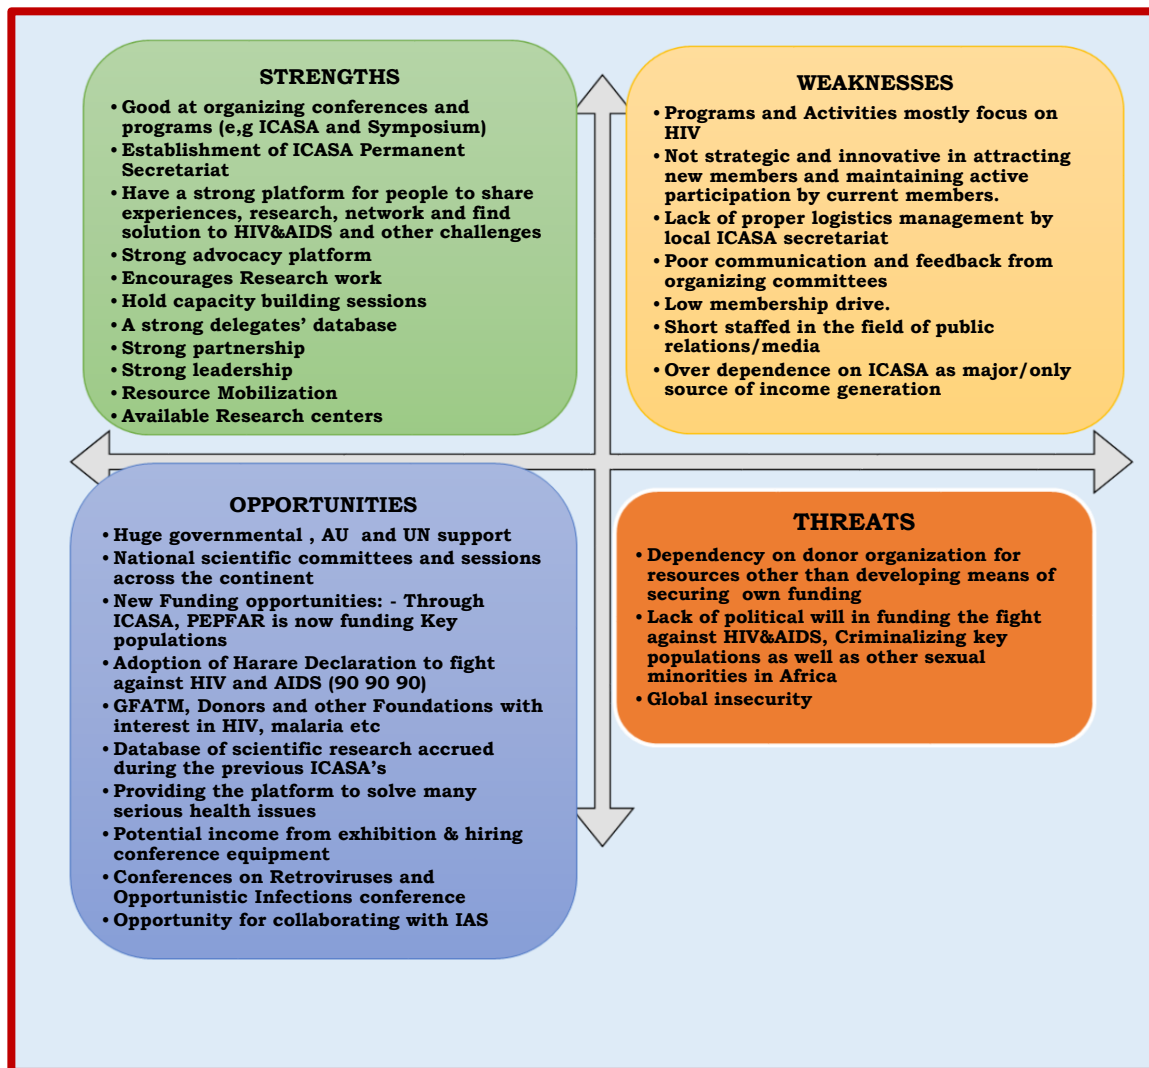 STRENGTHS
• Good at organizing conferences and
programs (e,g ICASA and Symposium)
• Establishment of ICASA Permanent
Secretariat
• Have a strong platform for people to share
experiences, research, network and find
solution to HIV&AIDS and other challenges
• Strong advocacy platform
• Encourages Research work
• Hold capacity building sessions
• A strong delegates’ database
• Strong partnership
• Strong leadership
• Resource Mobilization
• Available Research centers
WEAKNESSES
• Programs and Activities mostly focus on
HIV
• Not strategic and innovative in attracting
new members and maintaining active
participation by current members.
• Lack of proper logistics management by
local ICASA secretariat
• Poor communication and feedback from
organizing committees
• Low membership drive.
• Short staffed in the field of public
relations/media
• Over dependence on ICASA as major/only
source of income generation
OPPORTUNITIES
• Huge governmental , AU and UN support
• National scientific committees and sessions
across the continent
• New Funding opportunities: - Through
ICASA, PEPFAR is now funding Key
populations
• Adoption of Harare Declaration to fight
against HIV and AIDS (90 90 90)
• GFATM, Donors and other Foundations with
interest in HIV, malaria etc
• Database of scientific research accrued
during the previous ICASA’s
• Providing the platform to solve many
serious health issues
• Potential income from exhibition & hiring
conference equipment
• Conferences on Retroviruses and
Opportunistic Infections conference
• Opportunity for collaborating with IAS
THREATS
• Dependency on donor organization for
resources other than developing means of
securing own funding
• Lack of political will in funding the fight
against HIV&AIDS, Criminalizing key
populations as well as other sexual
minorities in Africa
• Global insecurity